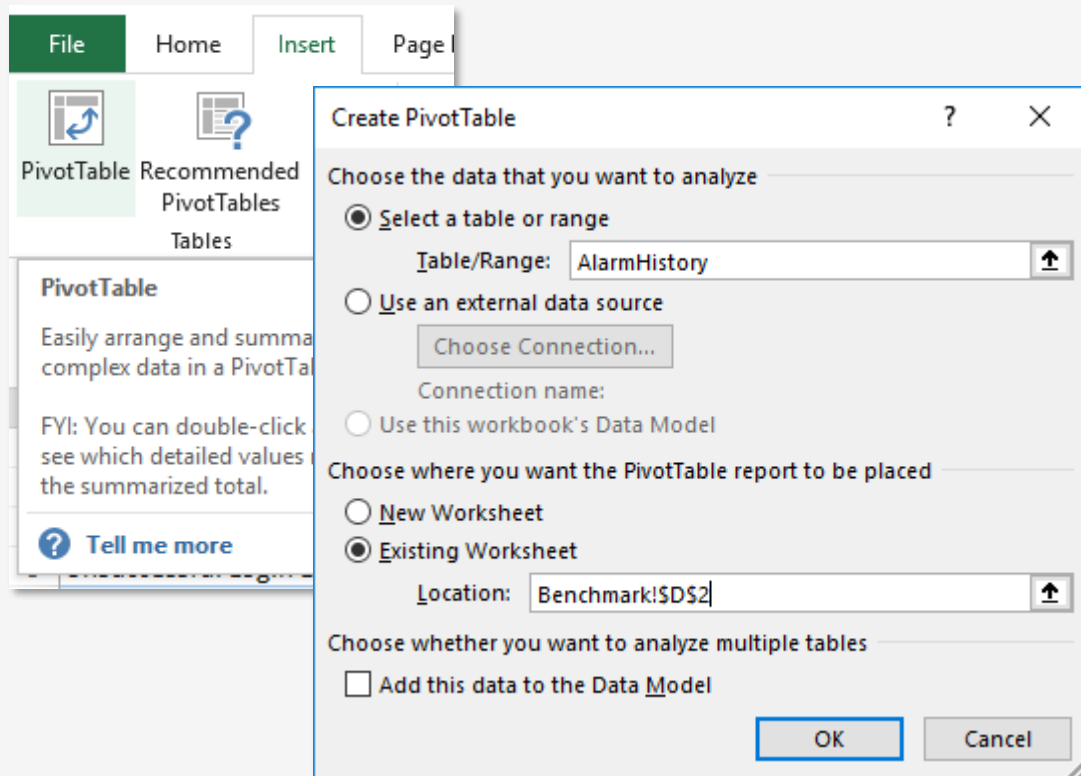 File Home Insert Page
PivotTable Recommended
PivotTables
Tables
PivotTable
Easily arrange and summa
complex data in a PivotTa
FYI: You can double-click
see which detailed values
the summarized total.
Tell me more
Create PivotTable
Choose the data that you want to analyze
Select a table or range
Table/Range: AlarmHistory
Use an external data source
Choose Connection...
Connection name:
Use this workbook's Data Model
Choose where you want the PivotTable report to be placed
New Worksheet
Existing Worksheet
Location: Benchmark!$D$2
Choose whether you want to analyze multiple tables
Add this data to the Data Model
OK Cancel